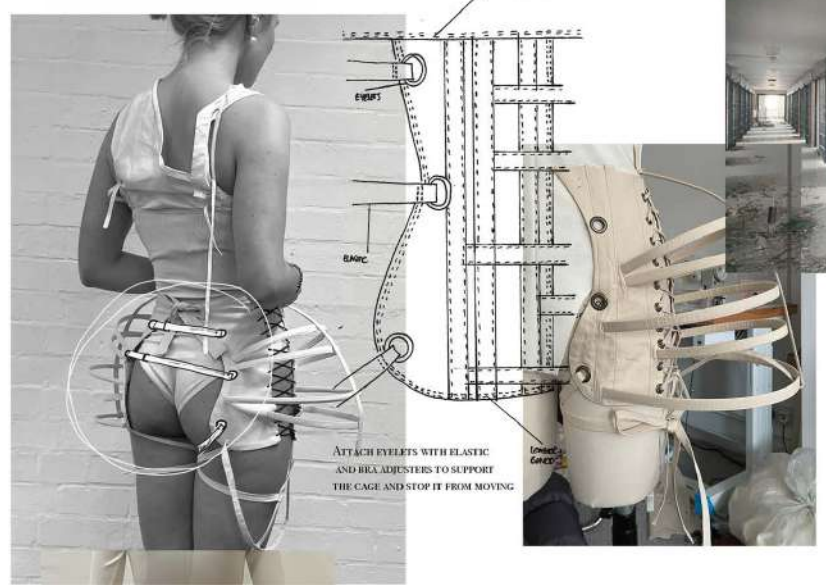 EYELETS
ELASTIC
ATTACH EYELETS WITH ELASTIC
AND BRA ADJUSTERS TO SUPPORT
THE CAGE AND STOP IT FROM MOVING